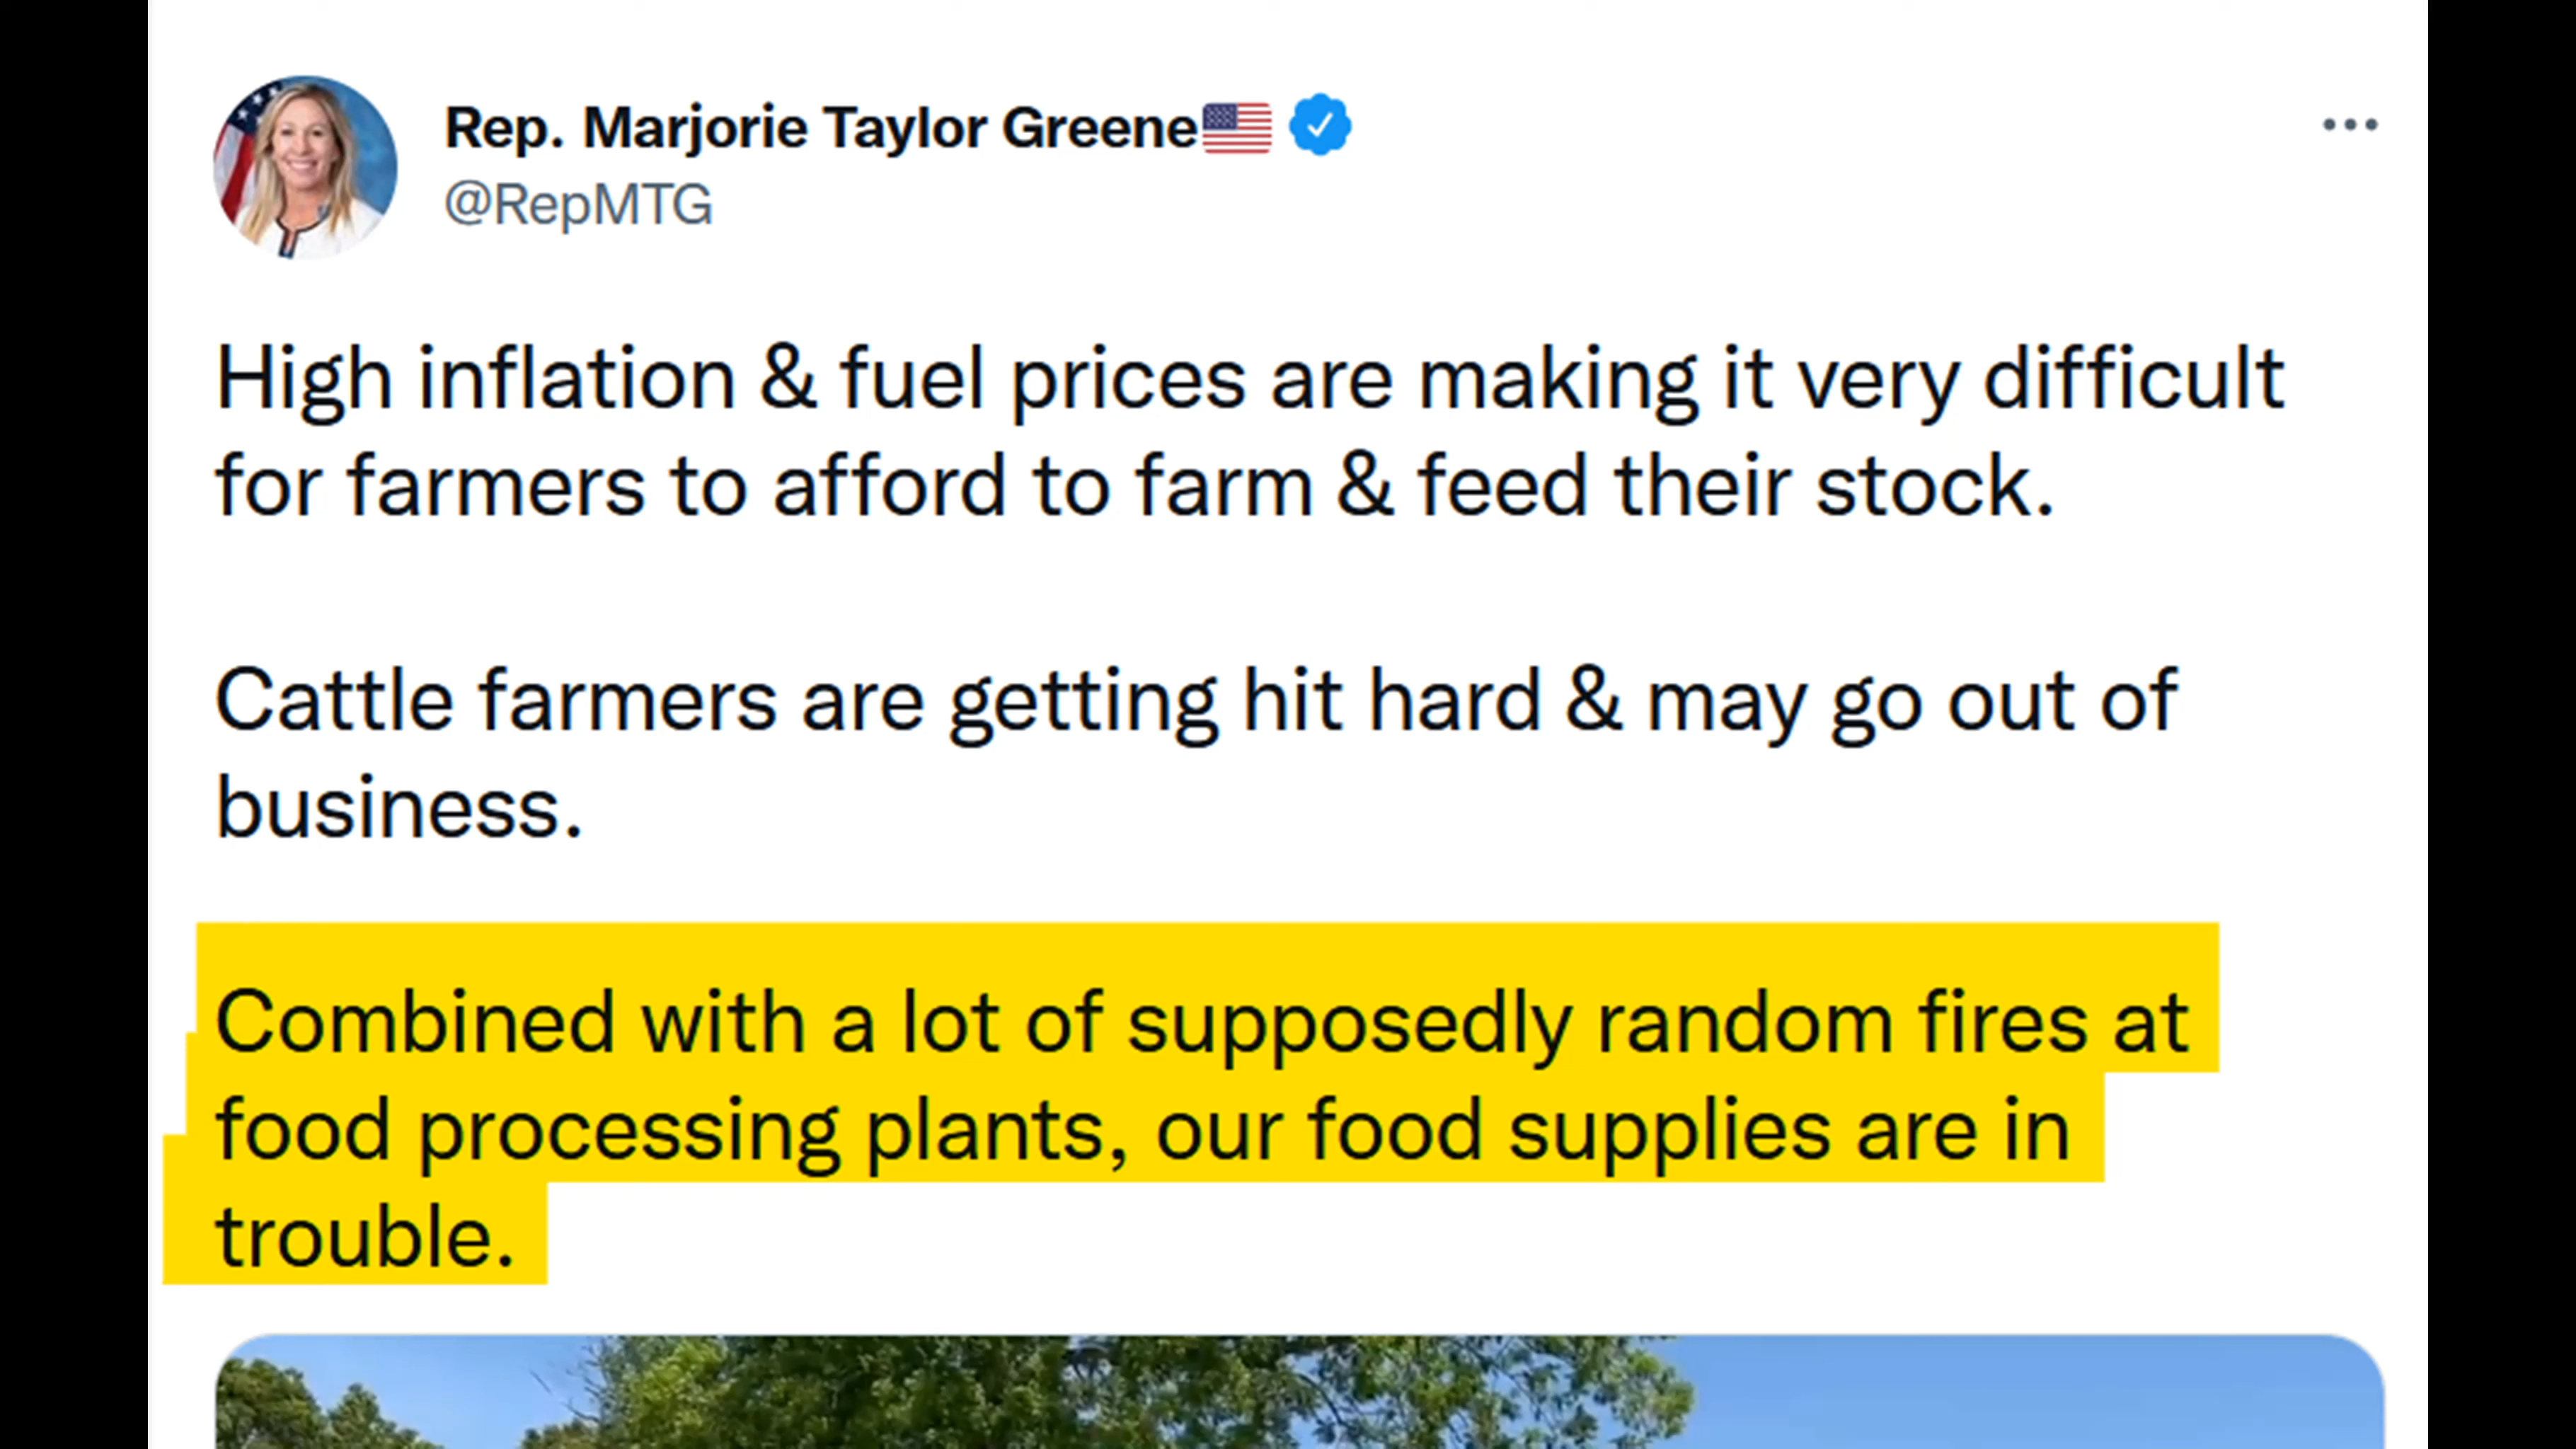 Rep. Marjorie Taylor Greene🇺🇸
@RepMTG
High inflation & fuel prices are making it very difficult
for farmers to afford to farm & feed their stock.
Cattle farmers are getting hit hard & may go out of
business.
Combined with a lot of supposedly random fires at
food processing plants, our food supplies are in
trouble.